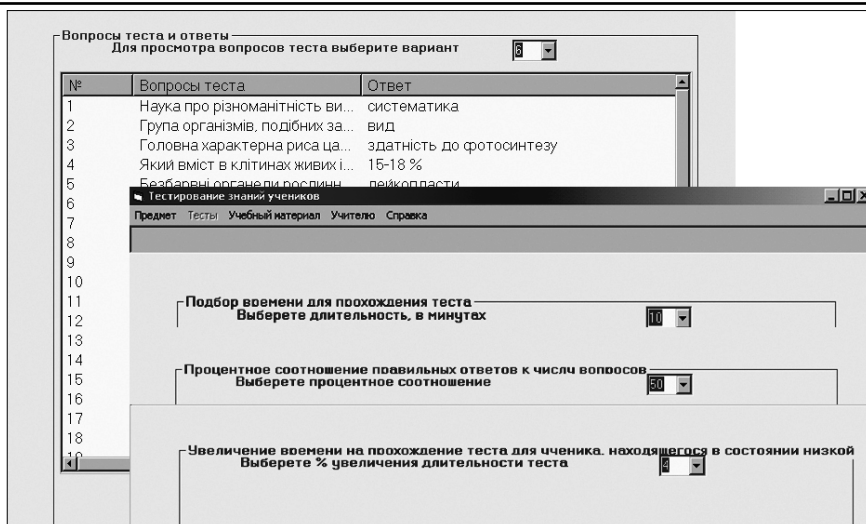 Вопросы теста и ответы
Для просмотра вопросов теста выберите вариант 6
№ Вопросы теста Ответ
1 Наука про різноманітність ви... систематика
2 Група організмів, подібних за... вид
3 Головна характерна риса ца... здатність до фотосинтезу
4 Який вміст в клітинах живих і... 15-18 %
5 Безбарвні органели рослинн... лейкопласти
6
7
8
9
10
11
12
13
14
15
16
17
18
19
Тестирование знаний учеников
Предмет Тесты Учебный материал Учителю Справка
Подбор времени для прохождения теста
Выберете длительность, в минутах 10
Процентное соотношение правильных ответов к числу вопросов
Выберете процентное соотношение 50
Увеличение времени на прохождение теста для ученика, находящегося в состоянии низкой
Выберете % увеличения длительности теста 4